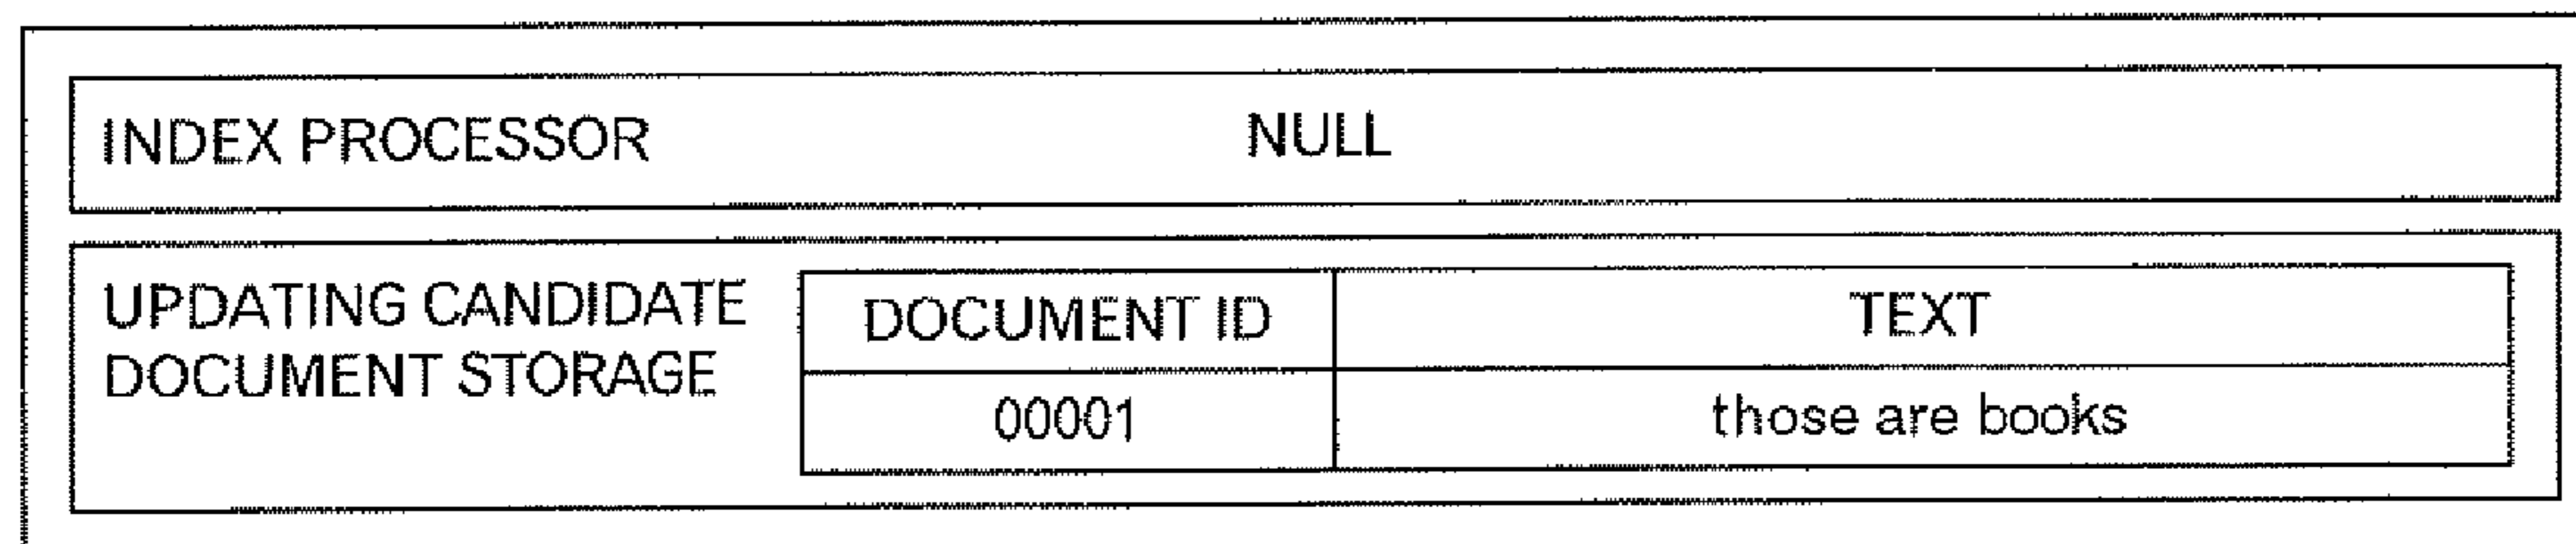 INDEX PROCESSOR NULL
UPDATING CANDIDATE
DOCUMENT STORAGE
DOCUMENT ID TEXT
00001 those are books